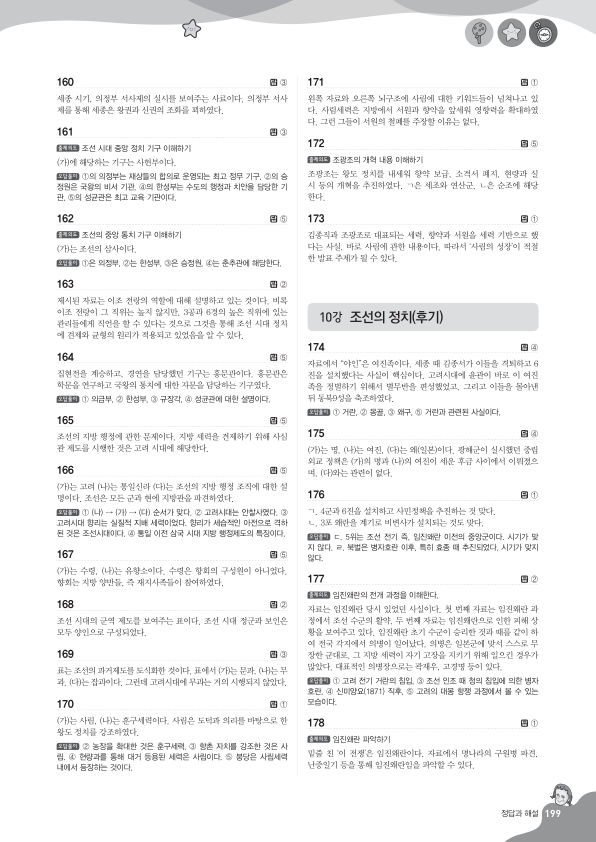 160 답 ③
세종 시기, 의정부 서사제의 실시를 보여주는 사료이다. 의정부 서사
제를 통해 세종은 왕권과 신권의 조화를 꾀하였다.
161 답 ③
출제의도 조선 시대 중앙 정치 기구 이해하기
(가)에 해당하는 기구는 사헌부이다.
오답풀이 ①의 의정부는 재상들의 합의로 운영되는 최고 정무 기구, ②의 승
정원은 국왕의 비서 기관, ④의 한성부는 수도의 행정과 치안을 담당한 기
관, ⑤의 성균관은 최고 교육 기관이다.
162 답 ⑤
출제의도 조선의 중앙 통치 기구 이해하기
(가)는 조선의 삼사이다.
오답풀이 ①은 의정부, ②는 한성부, ③은 승정원, ④는 춘추관에 해당한다.
163 답 ②
제시된 자료는 이조 전랑의 역할에 대해 설명하고 있는 것이다. 비록
이조 전랑이 그 직위는 높지 않았지만, 3공과 6경의 높은 직위에 있는
관리들에게 직언을 할 수 있다는 것으로 그것을 통해 조선 시대 정치
에 견제와 균형의 원리가 적용되고 있었음을 알 수 있다.
164 답 ⑤
집현전을 계승하고, 경연을 담당했던 기구는 홍문관이다. 홍문관은
학문을 연구하고 국왕의 통치에 대한 자문을 담당하는 기구였다.
오답풀이 ① 의금부, ② 한성부, ③ 규장각, ④ 성균관에 대한 설명이다.
165 답 ⑤
조선의 지방 행정에 관한 문제이다. 지방 세력을 견제하기 위해 사심
관 제도를 시행한 것은 고려 시대에 해당한다.
166 답 ⑤
(가)는 고려 (나)는 통일신라 (다)는 조선의 지방 행정 조직에 대한 설
명이다. 조선은 모든 군과 현에 지방관을 파견하였다.
오답풀이 ① (나) → (가) → (다) 순서가 맞다. ② 고려시대는 안찰사였다. ③
고려시대 향리는 실질적 지배 세력이었다. 향리가 세습적인 아전으로 격하
된 것은 조선시대이다. ④ 통일 이전 삼국 시대 지방 행정제도의 특징이다.
167 답 ⑤
(가)는 수령, (나)는 유향소이다. 수령은 향회의 구성원이 아니었다.
향회는 지방 양반들, 즉 재지사족들이 참여하였다.
168 답 ②
조선 시대의 군역 제도를 보여주는 표이다. 조선 시대 정군과 보인은
모두 양인으로 구성되었다.
169 답 ③
표는 조선의 과거제도를 도식화한 것이다. 표에서 (가)는 문과, (나)는 무
과, (다)는 잡과이다. 그런데 고려시대에 무과는 거의 시행되지 않았다.
170 답 ①
(가)는 사림, (나)는 훈구세력이다. 사림은 도덕과 의리를 바탕으로 한
왕도 정치를 강조하였다.
오답풀이 ② 농장을 확대한 것은 훈구세력, ③ 향촌 자치를 강조한 것은 사
림, ④ 현량과를 통해 대거 등용된 세력은 사림이다. ⑤ 붕당은 사림세력
내에서 등장하는 것이다.
171 답 ①
왼쪽 자료와 오른쪽 뇌구조에 사림에 대한 키워드들이 넘쳐나고 있
다. 사림세력은 지방에서 서원과 향약을 앞세워 영향력을 확대하였
다. 그런 그들이 서원의 철폐를 주장할 이유는 없다.
172 답 ⑤
출제의도 조광조의 개혁 내용 이해하기
조광조는 왕도 정치를 내세워 향약 보급, 소격서 폐지, 현량과 실
시 등의 개혁을 추진하였다. ㄱ은 세조와 연산군, ㄴ은 순조에 해당
한다.
173 답 ①
김종직과 조광조로 대표되는 세력, 향약과 서원을 세력 기반으로 했
다는 사실, 바로 사림에 관한 내용이다. 따라서 ‘사림의 성장’이 적절
한 발표 주제가 될 수 있다.
10강 조선의 정치(후기)
174 답 ④
자료에서 “야인”은 여진족이다. 세종 때 김종서가 이들을 격퇴하고 6
진을 설치했다는 사실이 핵심이다. 고려시대에 윤관이 바로 이 여진
족을 정벌하기 위해서 별무반을 편성했었고, 그리고 이들을 몰아낸
뒤 동북9성을 축조하였다.
오답풀이 ① 거란, ② 몽골, ③ 왜구, ⑤ 거란과 관련된 사실이다.
175 답 ④
(가)는 명, (나)는 여진, (다)는 왜(일본)이다. 광해군이 실시했던 중립
외교 정책은 (가)의 명과 (나)의 여진이 세운 후금 사이에서 이뤄졌으
며, (다)와는 관련이 없다.
176 답 ①
ㄱ. 4군과 6진을 설치하고 사민정책을 추진하는 것 맞다.
ㄴ. 3포 왜란을 계기로 비변사가 설치되는 것도 맞다.
오답풀이 ㄷ. 5위는 조선 전기 즉, 임진왜란 이전의 중앙군이다. 시기가 맞
지 않다. ㄹ. 북벌은 병자호란 이후, 특히 효종 때 추진되었다. 시기가 맞지
않다.
177 답 ②
출제의도 임진왜란의 전개 과정을 이해한다.
자료는 임진왜란 당시 있었던 사실이다. 첫 번째 자료는 임진왜란 과
정에서 조선 수군의 활약, 두 번째 자료는 임진왜란으로 인한 피해 상
황을 보여주고 있다. 임진왜란 초기 수군이 승리한 것과 때를 같이 하
여 전국 각지에서 의병이 일어났다. 의병은 일본군에 맞서 스스로 무
장한 군대로, 그 지방 세력이 자기 고장을 지키기 위해 일으킨 경우가
많았다. 대표적인 의병장으로는 곽재우, 고경명 등이 있다.
오답풀이 ① 고려 전기 거란의 침입, ③ 조선 인조 때 청의 침입에 의한 병자
호란, ④ 신미양요(1871) 직후, ⑤ 고려의 대몽 항쟁 과정에서 볼 수 있는
모습이다.
178 답 ①
출제의도 임진왜란 파악하기
밑줄 친 ‘이 전쟁’은 임진왜란이다. 자료에서 명나라의 구원병 파견,
난중일기 등을 통해 임진왜란임을 파악할 수 있다.
정답과 해설 199